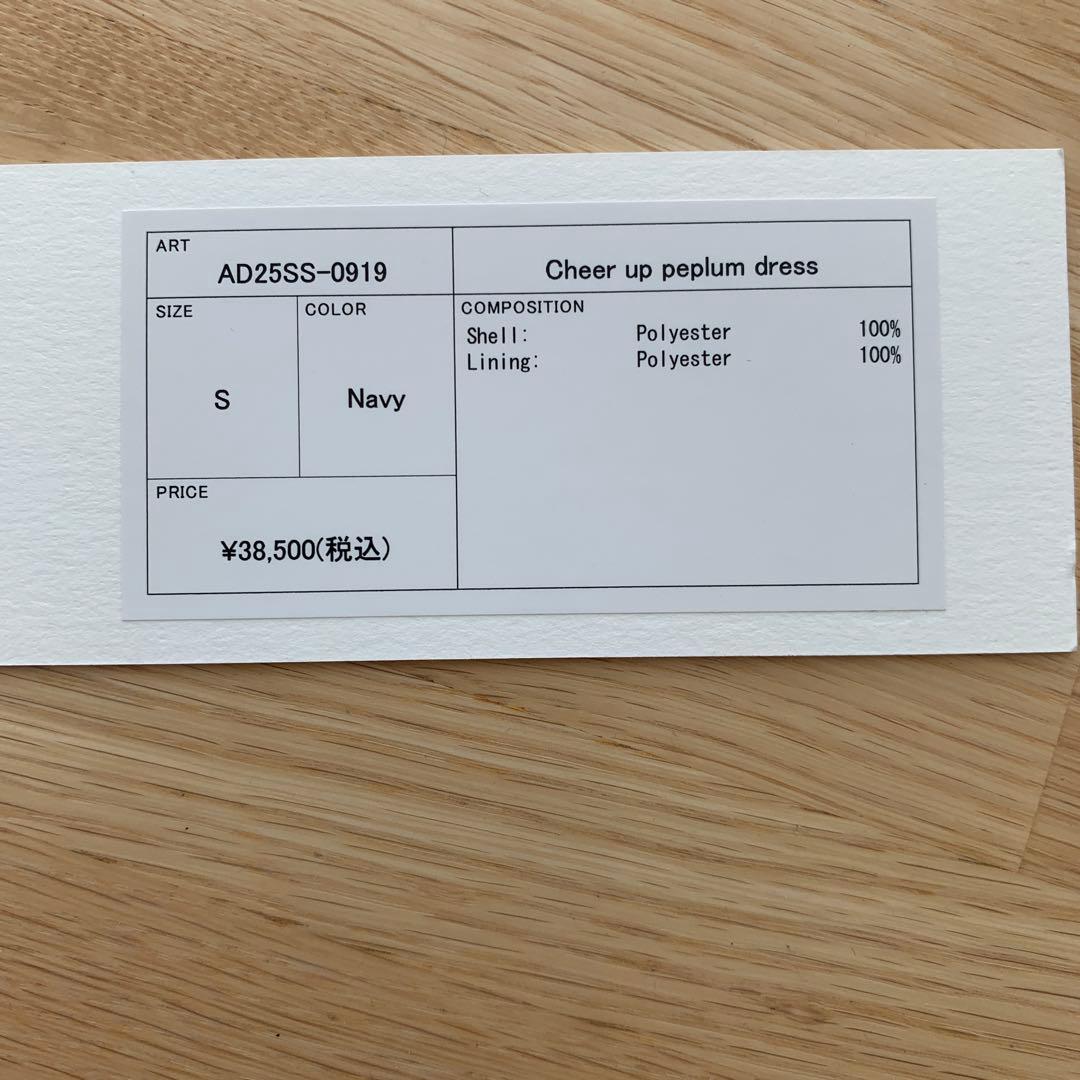 ART
AD25SS-0919
Cheer up peplum dress
SIZE
S
COLOR
Navy
COMPOSITION
Shell: Polyester 100%
Lining: Polyester 100%
PRICE
¥38,500(税込)